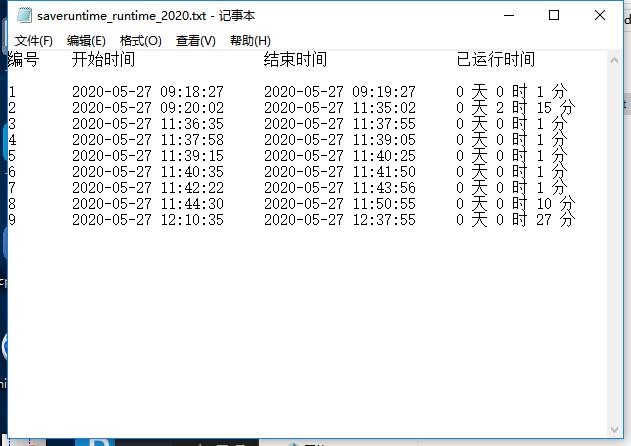 saveruntime_runtime_2020.txt - 记事本
文件(F) 编辑(E) 格式(O) 查看(V) 帮助(H)
编号 开始时间 结束时间 已运行时间
1 2020-05-27 09:18:27 2020-05-27 09:19:27 0 天 0 时 1 分
2 2020-05-27 09:20:02 2020-05-27 11:35:02 0 天 2 时 15 分
3 2020-05-27 11:36:35 2020-05-27 11:37:55 0 天 0 时 1 分
4 2020-05-27 11:37:58 2020-05-27 11:39:05 0 天 0 时 1 分
5 2020-05-27 11:39:15 2020-05-27 11:40:25 0 天 0 时 1 分
6 2020-05-27 11:40:35 2020-05-27 11:41:50 0 天 0 时 1 分
7 2020-05-27 11:42:22 2020-05-27 11:43:56 0 天 0 时 1 分
8 2020-05-27 11:44:30 2020-05-27 11:50:55 0 天 0 时 10 分
9 2020-05-27 12:10:35 2020-05-27 12:37:55 0 天 0 时 27 分